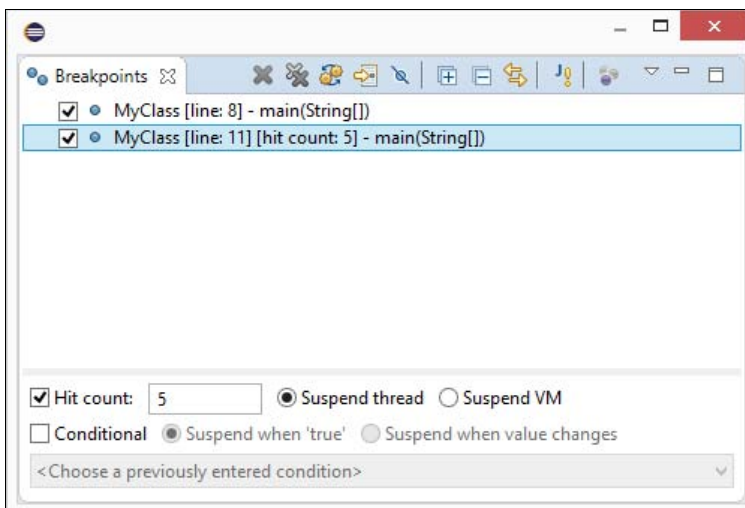 Breakpoints
MyClass [line: 8] - main(String[])
MyClass [line: 11] [hit count: 5] - main(String[])
Hit count: 5 Suspend thread Suspend VM
Conditional Suspend when 'true' Suspend when value changes
<Choose a previously entered condition>